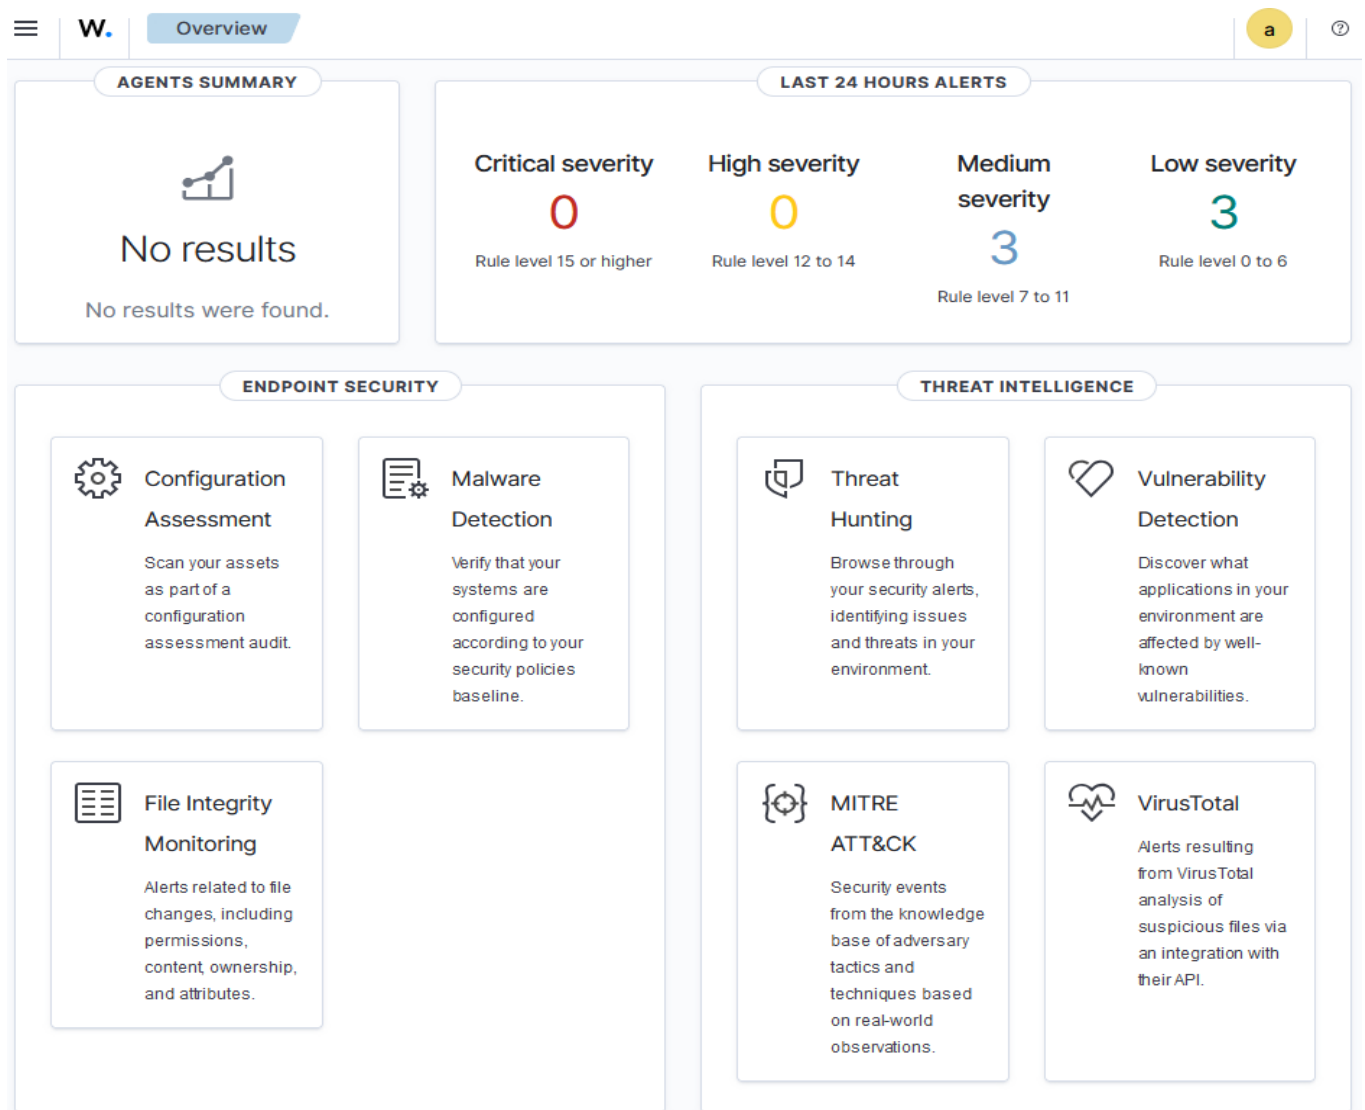 W. Overview a ?
AGENTS SUMMARY
No results
No results were found.
LAST 24 HOURS ALERTS
Critical severity
0
Rule level 15 or higher
High severity
0
Rule level 12 to 14
Medium
severity
3
Rule level 7 to 11
Low severity
3
Rule level 0 to 6
ENDPOINT SECURITY
Configuration
Assessment
Scan your assets
as part of a
configuration
assessment audit.
Malware
Detection
Verify that your
systems are
configured
according to your
security policies
baseline.
File Integrity
Monitoring
Alerts related to file
changes, including
permissions,
content, ownership,
and attributes.
THREAT INTELLIGENCE
Threat
Hunting
Browse through
your security alerts,
identifying issues
and threats in your
environment.
Vulnerability
Detection
Discover what
applications in your
environment are
affected by well-
known
vulnerabilities.
MITRE
ATT&CK
Security events
from the knowledge
base of adversary
tactics and
techniques based
on real-world
observations.
VirusTotal
Alerts resulting
from VirusTotal
analysis of
suspicious files via
an integration with
their API.